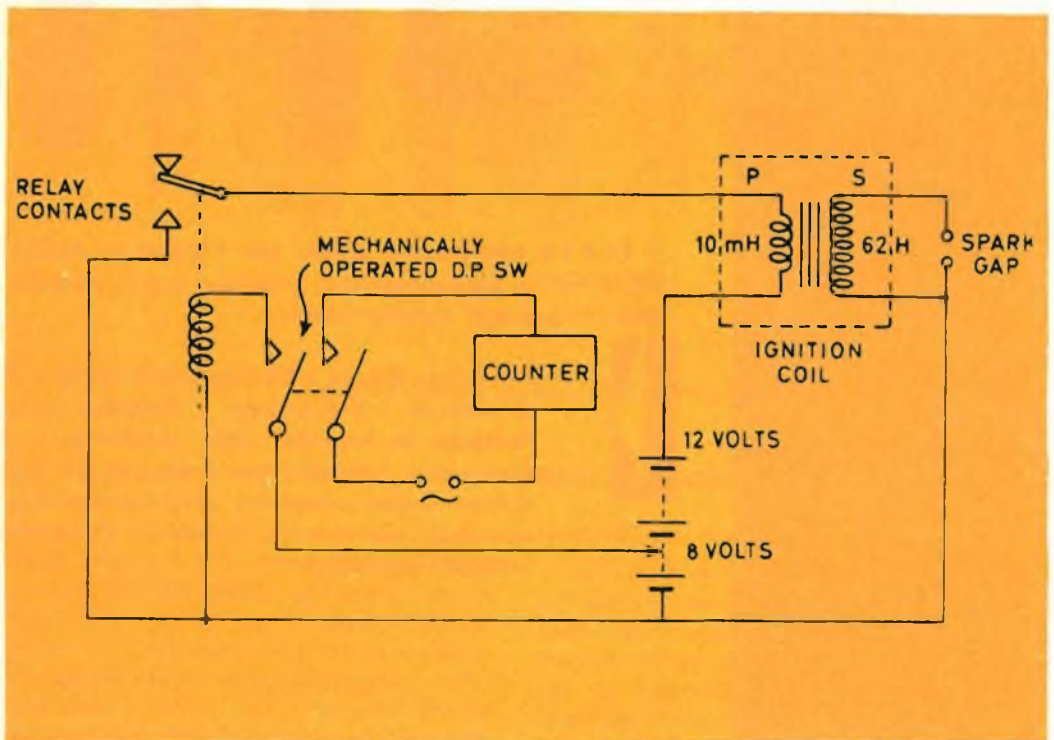 RELAY
CONTACTS
MECHANICALLY
OPERATED D.P. SW
COUNTER
P
S
10 mH
62 H
SPARK
GAP
IGNITION
COIL
12 VOLTS
8 VOLTS